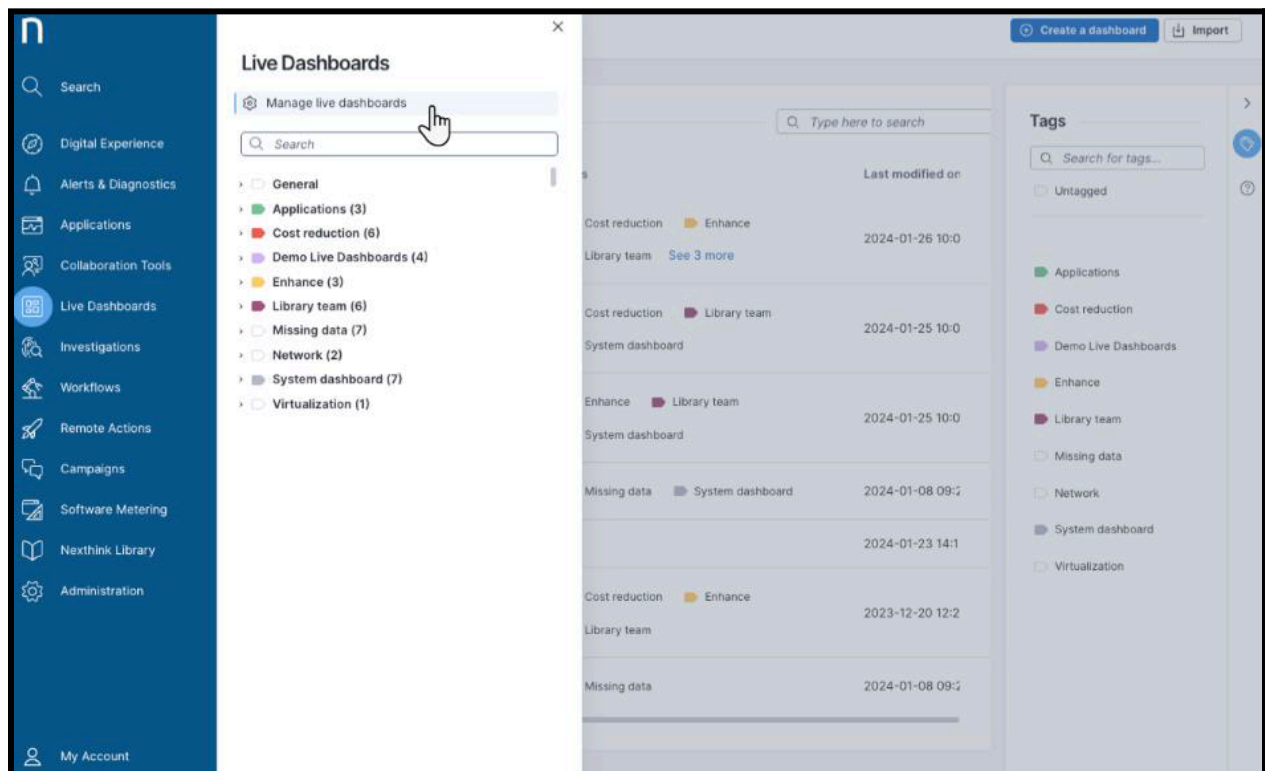 n
Search
Digital Experience
Alerts & Diagnostics
Applications
Collaboration Tools
Live Dashboards
Investigations
Workflows
Remote Actions
Campaigns
Software Metering
Nexthink Library
Administration
My Account
Live Dashboards
Manage live dashboards
Search
General
Applications (3)
Cost reduction (6)
Demo Live Dashboards (4)
Enhance (3)
Library team (6)
Missing data (7)
Network (2)
System dashboard (7)
Virtualization (1)
Create a dashboard
Import
Type here to search
s
Last modified on
Cost reduction Enhance
2024-01-26 10:0
Library team See 3 more
Cost reduction Library team
2024-01-25 10:0
System dashboard
Enhance Library team
2024-01-25 10:0
System dashboard
Missing data System dashboard 2024-01-08 09:2
2024-01-23 14:1
Cost reduction Enhance
2023-12-20 12:2
Library team
Missing data 2024-01-08 09:2
Tags
Search for tags...
Untagged
Applications
Cost reduction
Demo Live Dashboards
Enhance
Library team
Missing data
Network
System dashboard
Virtualization